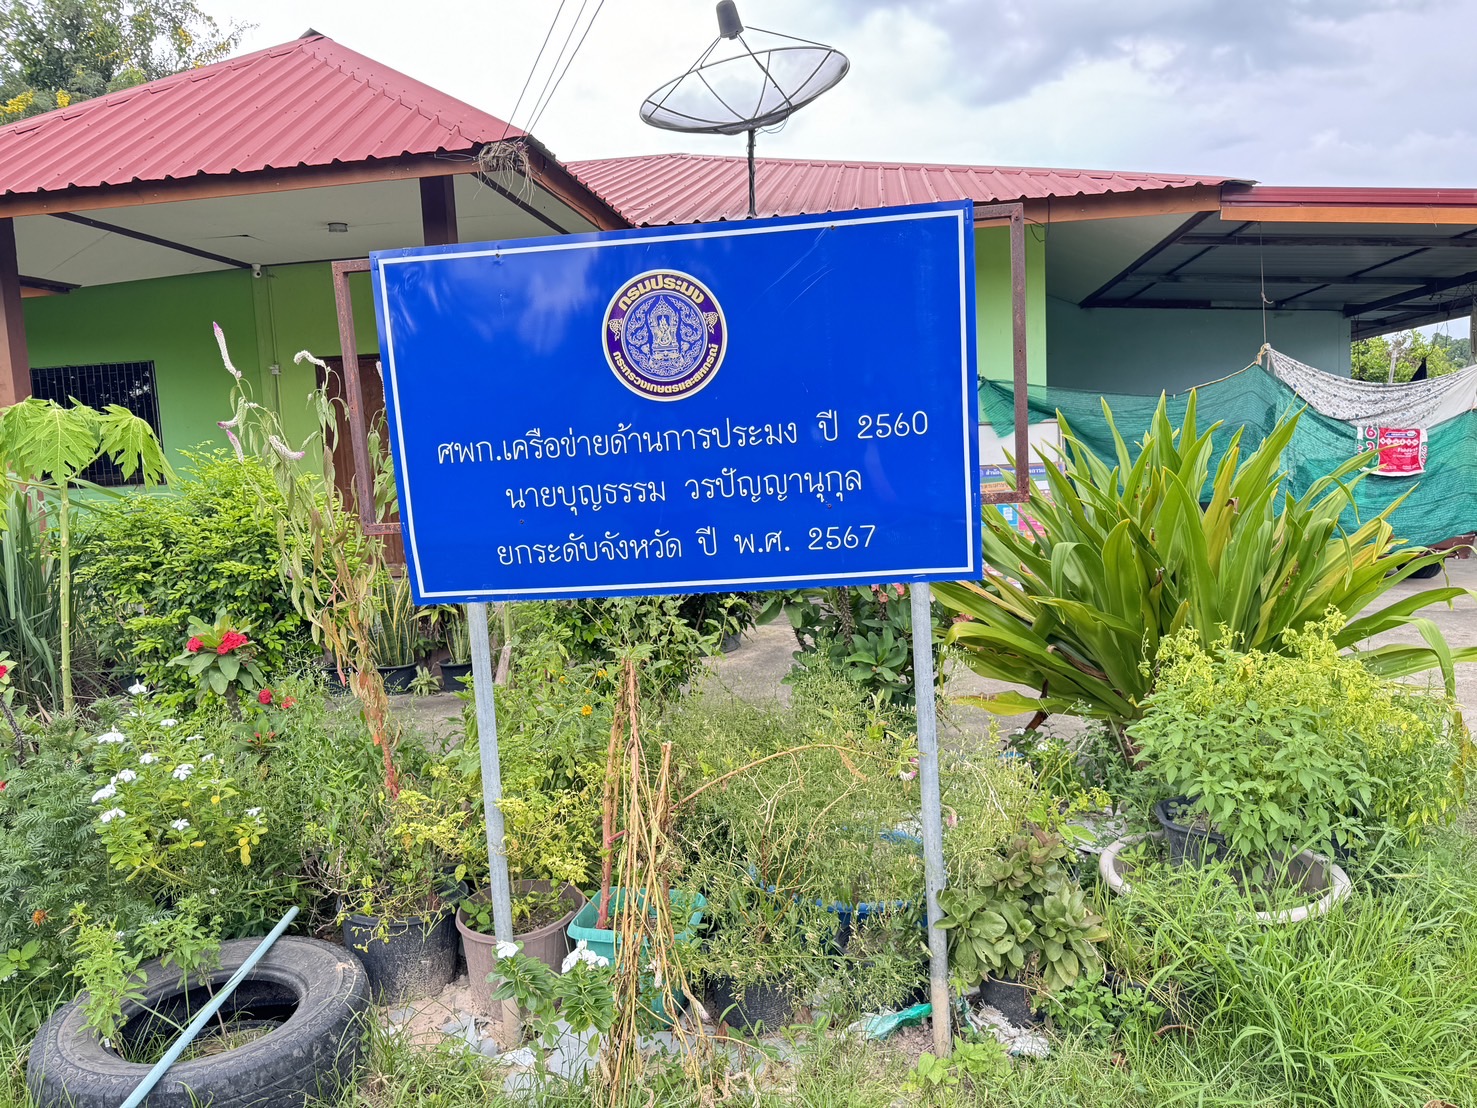 กรมประมง
กระทรวงเกษตรและสหกรณ์
ศพก.เครือข่ายด้านการประมง ปี 2560
นายบุญธรรม วรปัญญานุกุล
ยกระดับจังหวัด ปี พ.ศ. 2567